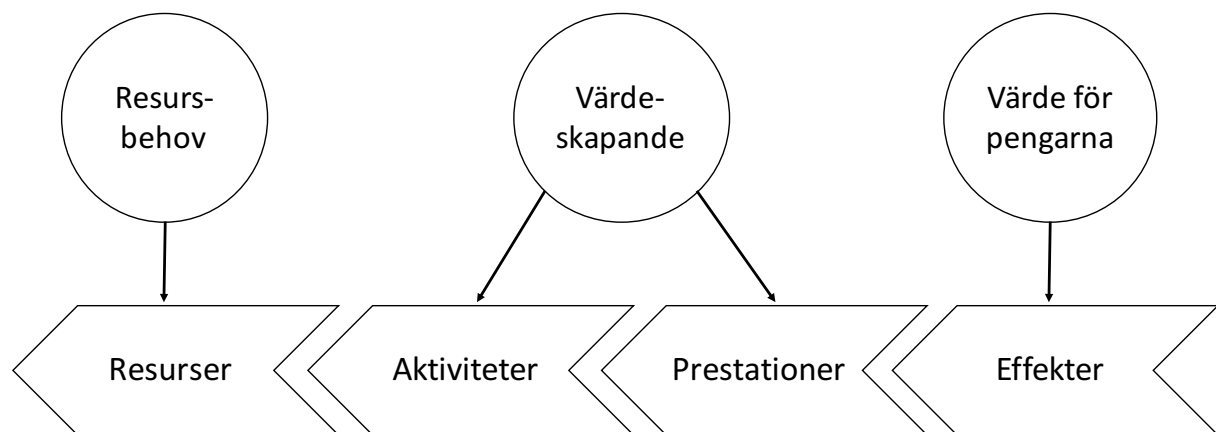 Resurs-
behov
Värde-
skapande
Värde för
pengarna
Resurser
Aktiviteter
Prestationer
Effekter